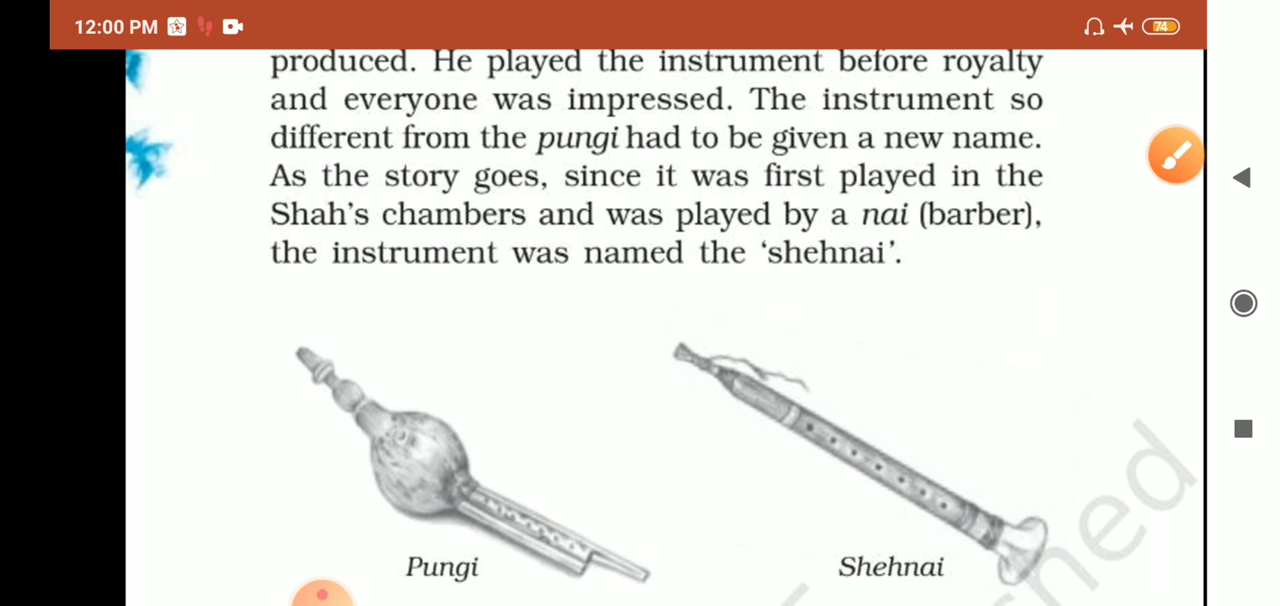 12:00 PM
74
produced. He played the instrument before royalty
and everyone was impressed. The instrument so
different from the pungi had to be given a new name.
As the story goes, since it was first played in the
Shah's chambers and was played by a nai (barber),
the instrument was named the ‘shehnai’.
Pungi
Shehnai